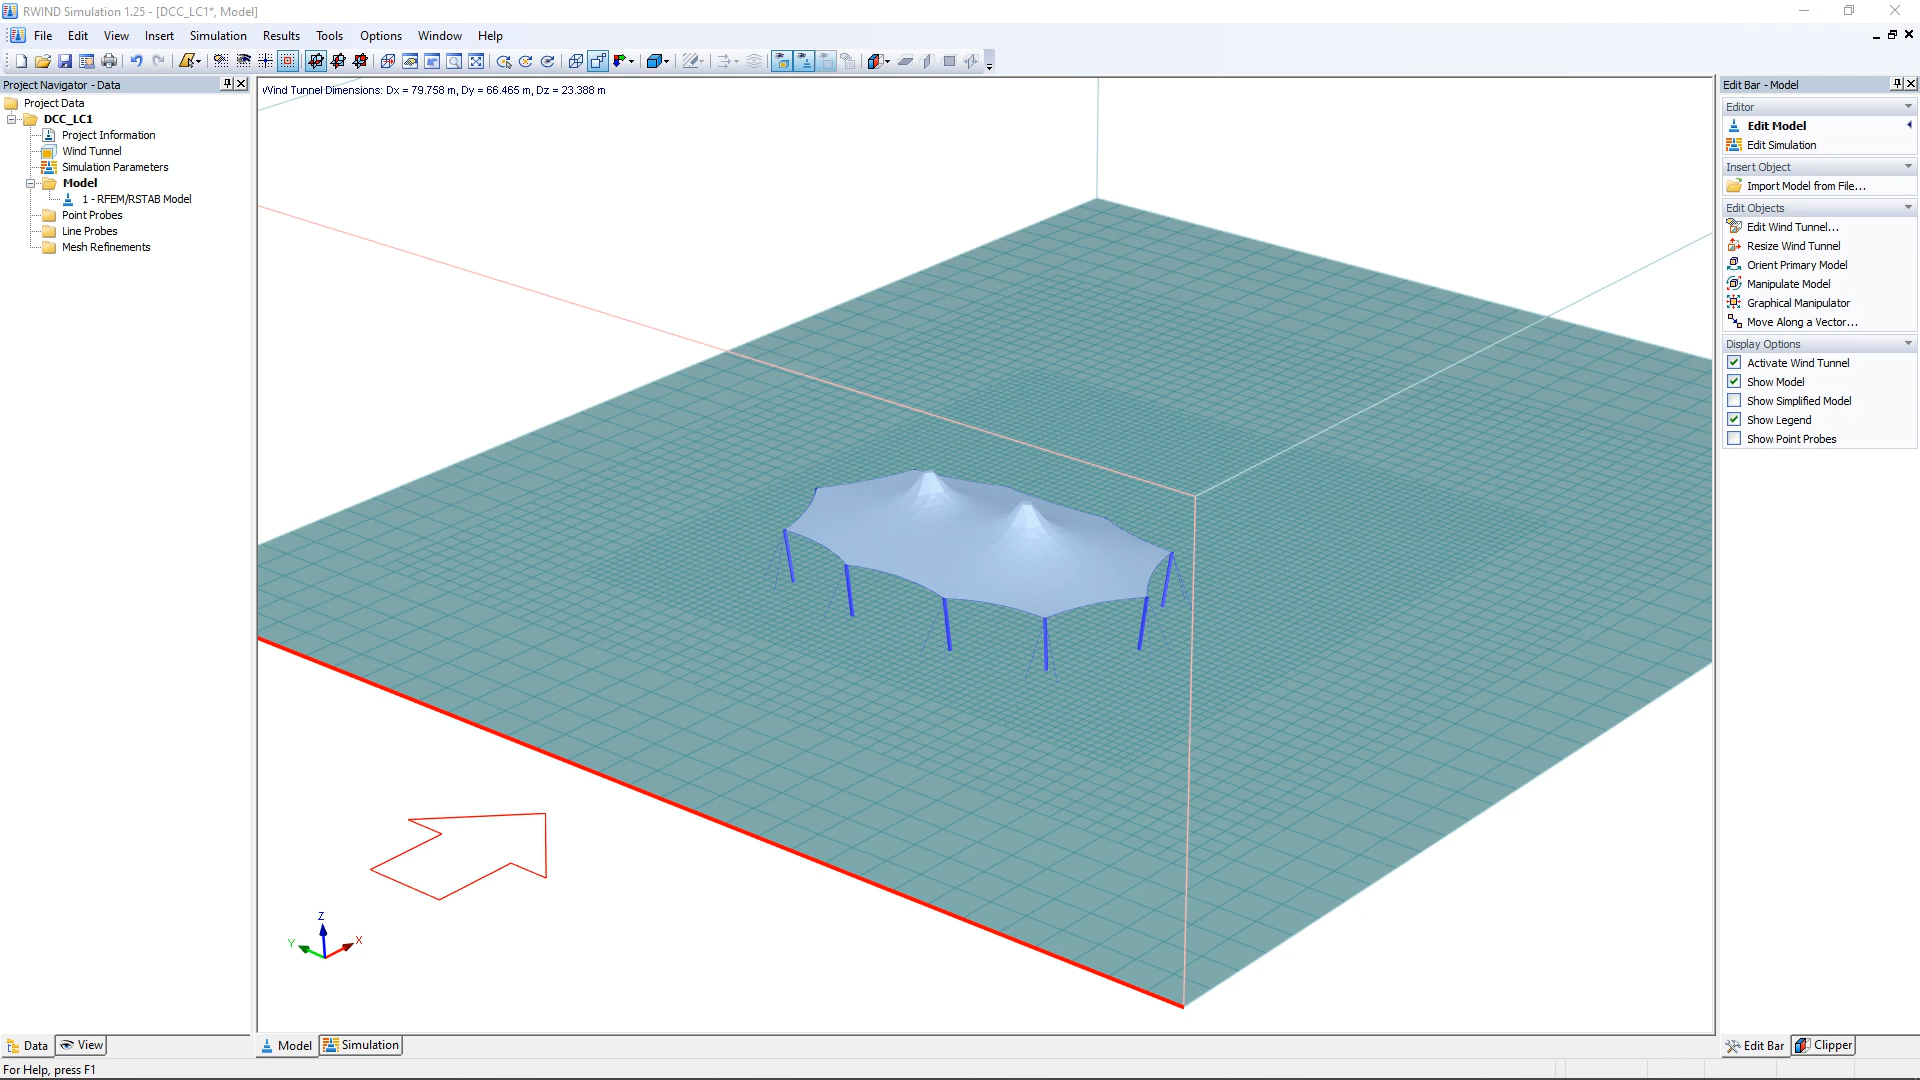 RWIND Simulation 1.25 - [DCC_LC1*, Model]
File Edit View Insert Simulation Results Tools Options Window Help
Project Navigator - Data
Project Data
DCC_LC1
Project Information
Wind Tunnel
Simulation Parameters
Model
1 - RFEM/RSTAB Model
Point Probes
Line Probes
Mesh Refinements
Wind Tunnel Dimensions: Dx = 79.758 m, Dy = 66.465 m, Dz = 23.388 m
Z
Y
X
Edit Bar - Model
Editor
Edit Model
Edit Simulation
Insert Object
Import Model from File...
Edit Objects
Edit Wind Tunnel...
Resize Wind Tunnel
Orient Primary Model
Manipulate Model
Graphical Manipulator
Move Along a Vector...
Display Options
Activate Wind Tunnel
Show Model
Show Simplified Model
Show Legend
Show Point Probes
Data View
Model Simulation
Edit Bar Clipper
For Help, press F1